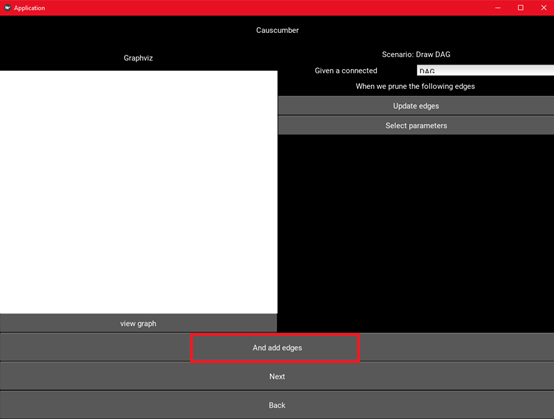 Application
Causcumber
Graphviz
Scenario: Draw DAG
Given a connected DAG
When we prune the following edges
Update edges
Select parameters
view graph
And add edges
Next
Back